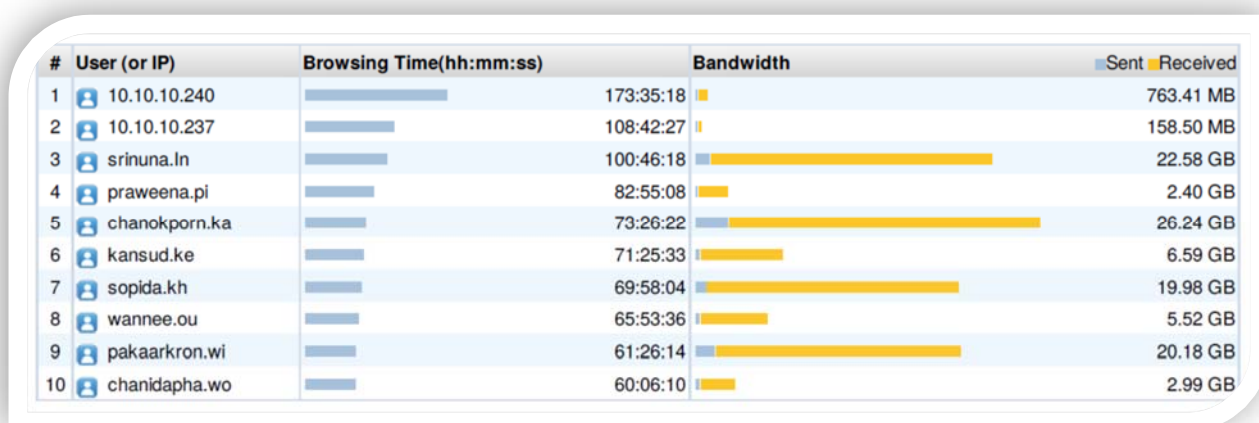 # User (or IP) Browsing Time(hh:mm:ss) Bandwidth Sent Received
1 10.10.10.240 173:35:18 763.41 MB
2 10.10.10.237 108:42:27 158.50 MB
3 srinuna.ln 100:46:18 22.58 GB
4 praweena.pi 82:55:08 2.40 GB
5 chanokporn.ka 73:26:22 26.24 GB
6 kansud.ke 71:25:33 6.59 GB
7 sopida.kh 69:58:04 19.98 GB
8 wannee.ou 65:53:36 5.52 GB
9 pakaarkron.wi 61:26:14 20.18 GB
10 chanidapha.wo 60:06:10 2.99 GB